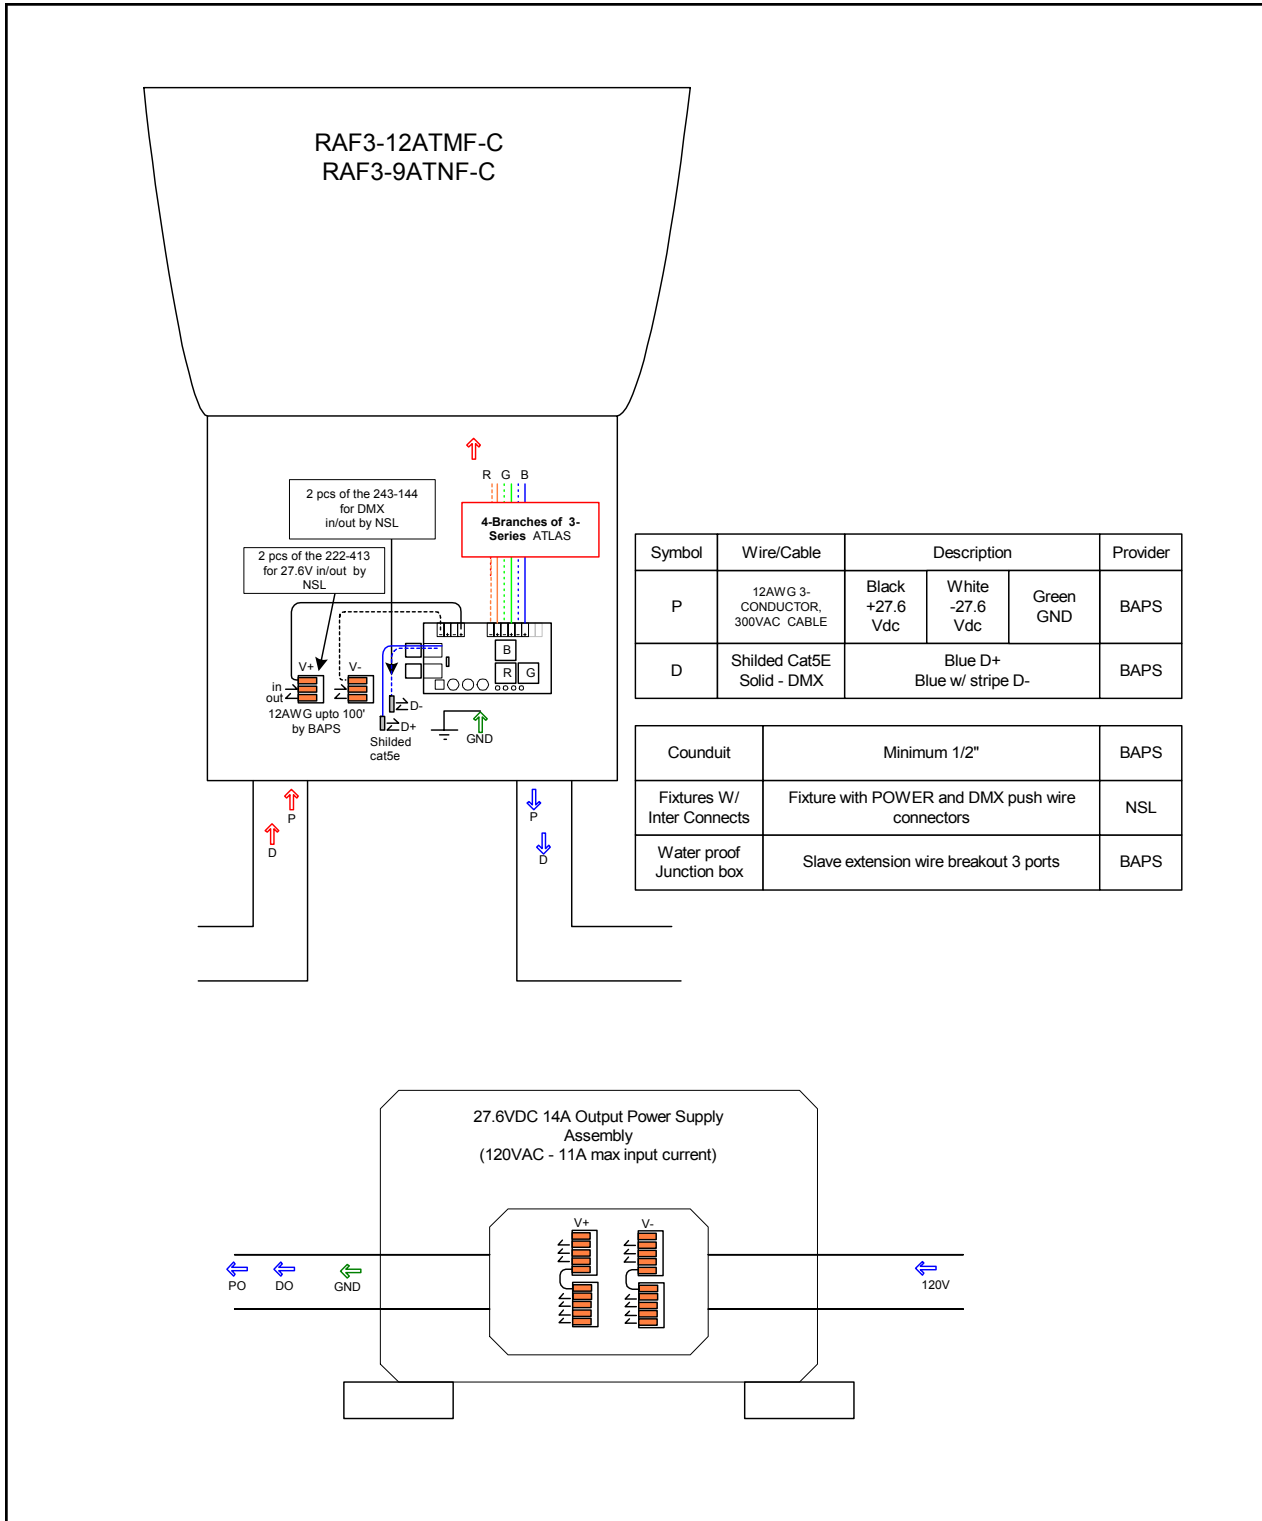 RAF3-12ATMF-C
RAF3-9ATNF-C
R G B
2 pcs of the 243-144
for DMX
in/out by NSL
4-Branches of 3-
Series ATLAS
2 pcs of the 222-413
for 27.6V in/out by
NSL
V+
V-
in
out
12AWG upto 100'
by BAPS
B
R
G
D-
D+
Shilded
cat5e
GND
P
D
P
D
Symbol
Wire/Cable
Description
Provider
P
12AWG 3-
CONDUCTOR,
300VAC CABLE
Black
+27.6
Vdc
White
-27.6
Vdc
Green
GND
BAPS
D
Shilded Cat5E
Solid - DMX
Blue D+
Blue w/ stripe D-
BAPS
Counduit
Minimum 1/2"
BAPS
Fixtures W/
Inter Connects
Fixture with POWER and DMX push wire
connectors
NSL
Water proof
Junction box
Slave extension wire breakout 3 ports
BAPS
27.6VDC 14A Output Power Supply
Assembly
(120VAC - 11A max input current)
V+
V-
PO
DO
GND
120V